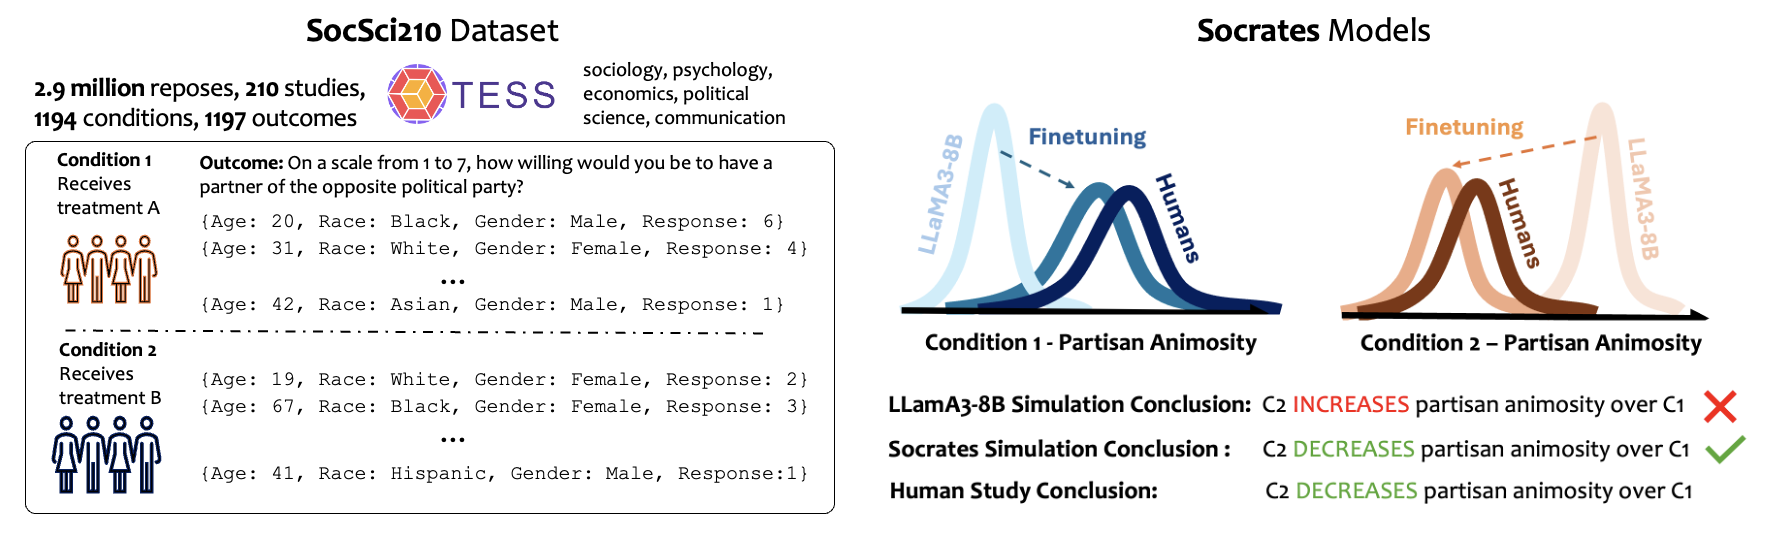 SocSci210 Dataset
2.9 million reposes, 210 studies,
1194 conditions, 1197 outcomes
TESS
sociology, psychology,
economics, political
science, communication
Condition 1
Receives
treatment A
Outcome: On a scale from 1 to 7, how willing would you be to have a
partner of the opposite political party?
{Age: 20, Race: Black, Gender: Male, Response: 6}
{Age: 31, Race: White, Gender: Female, Response: 4}
...
{Age: 42, Race: Asian, Gender: Male, Response: 1}
Condition 2
Receives
treatment B
{Age: 19, Race: White, Gender: Female, Response: 2}
{Age: 67, Race: Black, Gender: Female, Response: 3}
...
{Age: 41, Race: Hispanic, Gender: Male, Response:1}
Socrates Models
LLaMA3-8B
Finetuning
Humans
Condition 1 - Partisan Animosity
Finetuning
Humans
LLaMA3-8B
Condition 2 – Partisan Animosity
LLamA3-8B Simulation Conclusion: C2 INCREASES partisan animosity over C1
Socrates Simulation Conclusion : C2 DECREASES partisan animosity over C1
Human Study Conclusion: C2 DECREASES partisan animosity over C1